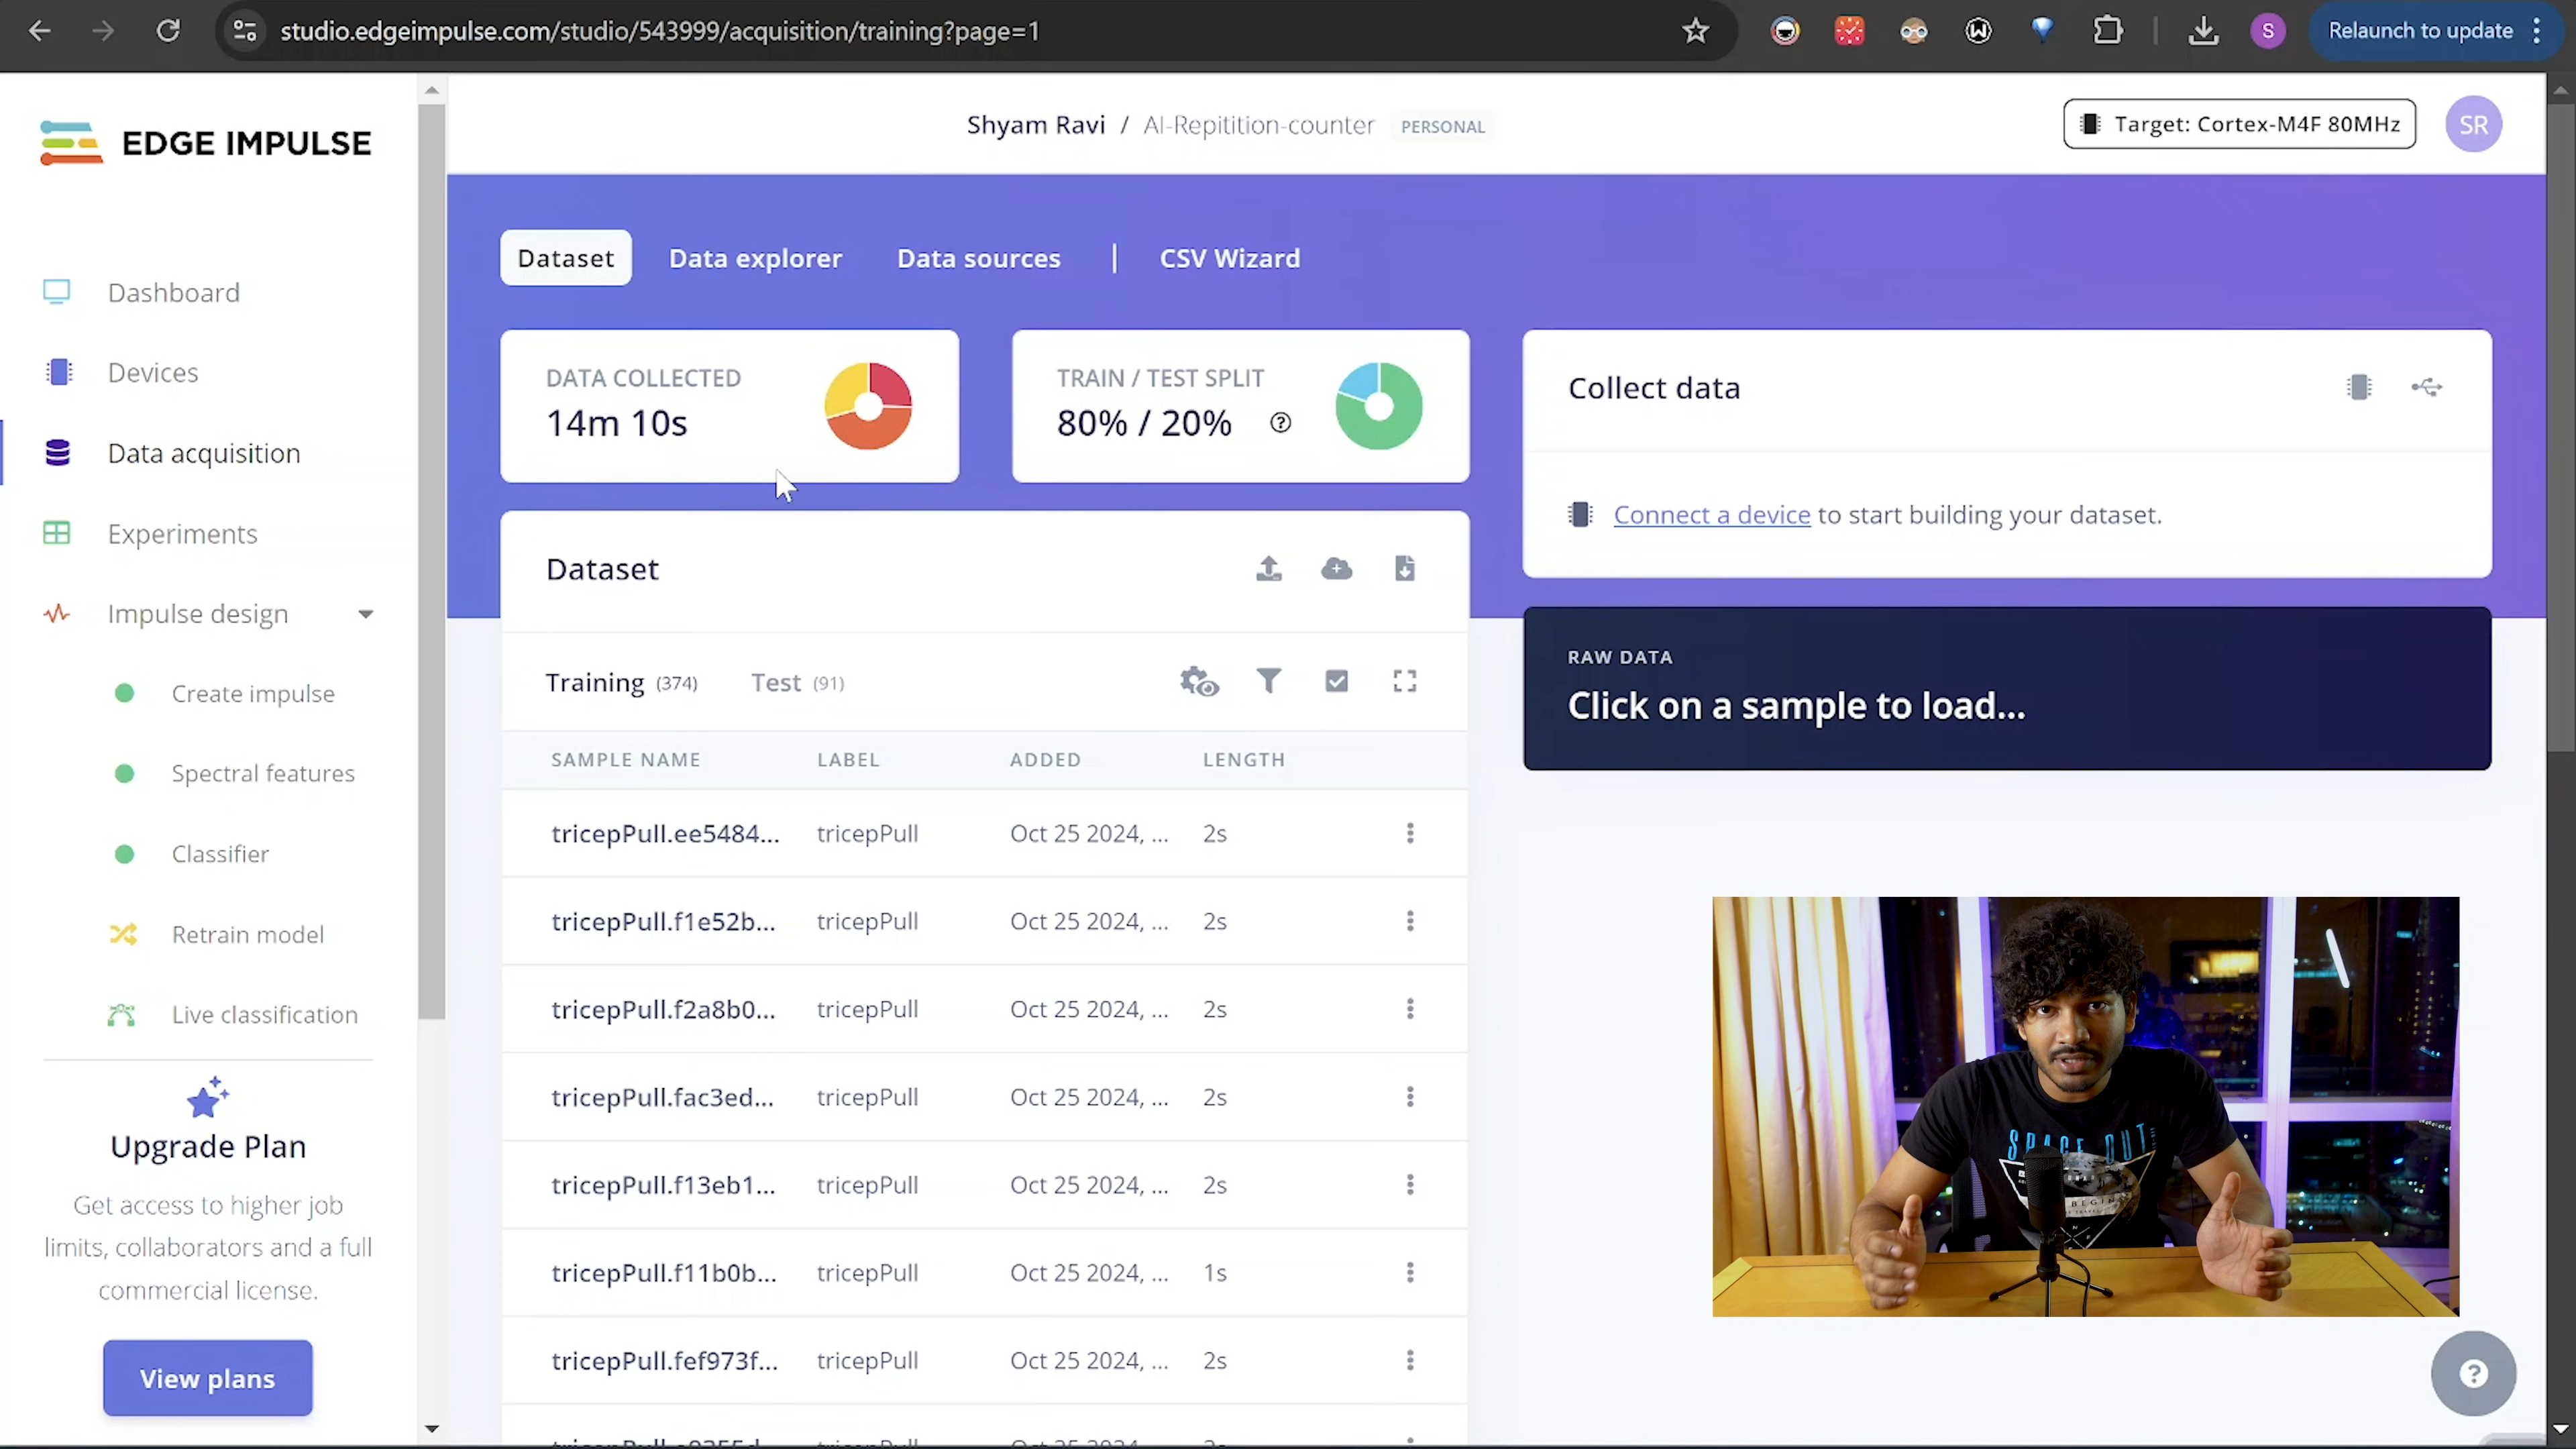 studio.edgeimpulse.com/studio/543999/acquisition/training?page=1
S
Relaunch to update
EDGE IMPULSE
Shyam Ravi / AI-Repitition-counter PERSONAL
Target: Cortex-M4F 80MHz
SR
Dashboard
Devices
Data acquisition
Experiments
Impulse design
Create impulse
Spectral features
Classifier
Retrain model
Live classification
Upgrade Plan
Get access to higher job
limits, collaborators and a full
commercial license.
View plans
Dataset Data explorer Data sources | CSV Wizard
DATA COLLECTED
14m 10s
TRAIN / TEST SPLIT
80% / 20% ?
Collect data
Connect a device to start building your dataset.
Dataset
Training (374) Test (91)
SAMPLE NAME LABEL ADDED LENGTH
tricepPull.ee5484... tricepPull Oct 25 2024, ... 2s
tricepPull.f1e52b... tricepPull Oct 25 2024, ... 2s
tricepPull.f2a8b0... tricepPull Oct 25 2024, ... 2s
tricepPull.fac3ed... tricepPull Oct 25 2024, ... 2s
tricepPull.f13eb1... tricepPull Oct 25 2024, ... 2s
tricepPull.f11b0b... tricepPull Oct 25 2024, ... 1s
tricepPull.fef973f... tricepPull Oct 25 2024, ... 2s
RAW DATA
Click on a sample to load...
SPACE OUT
?